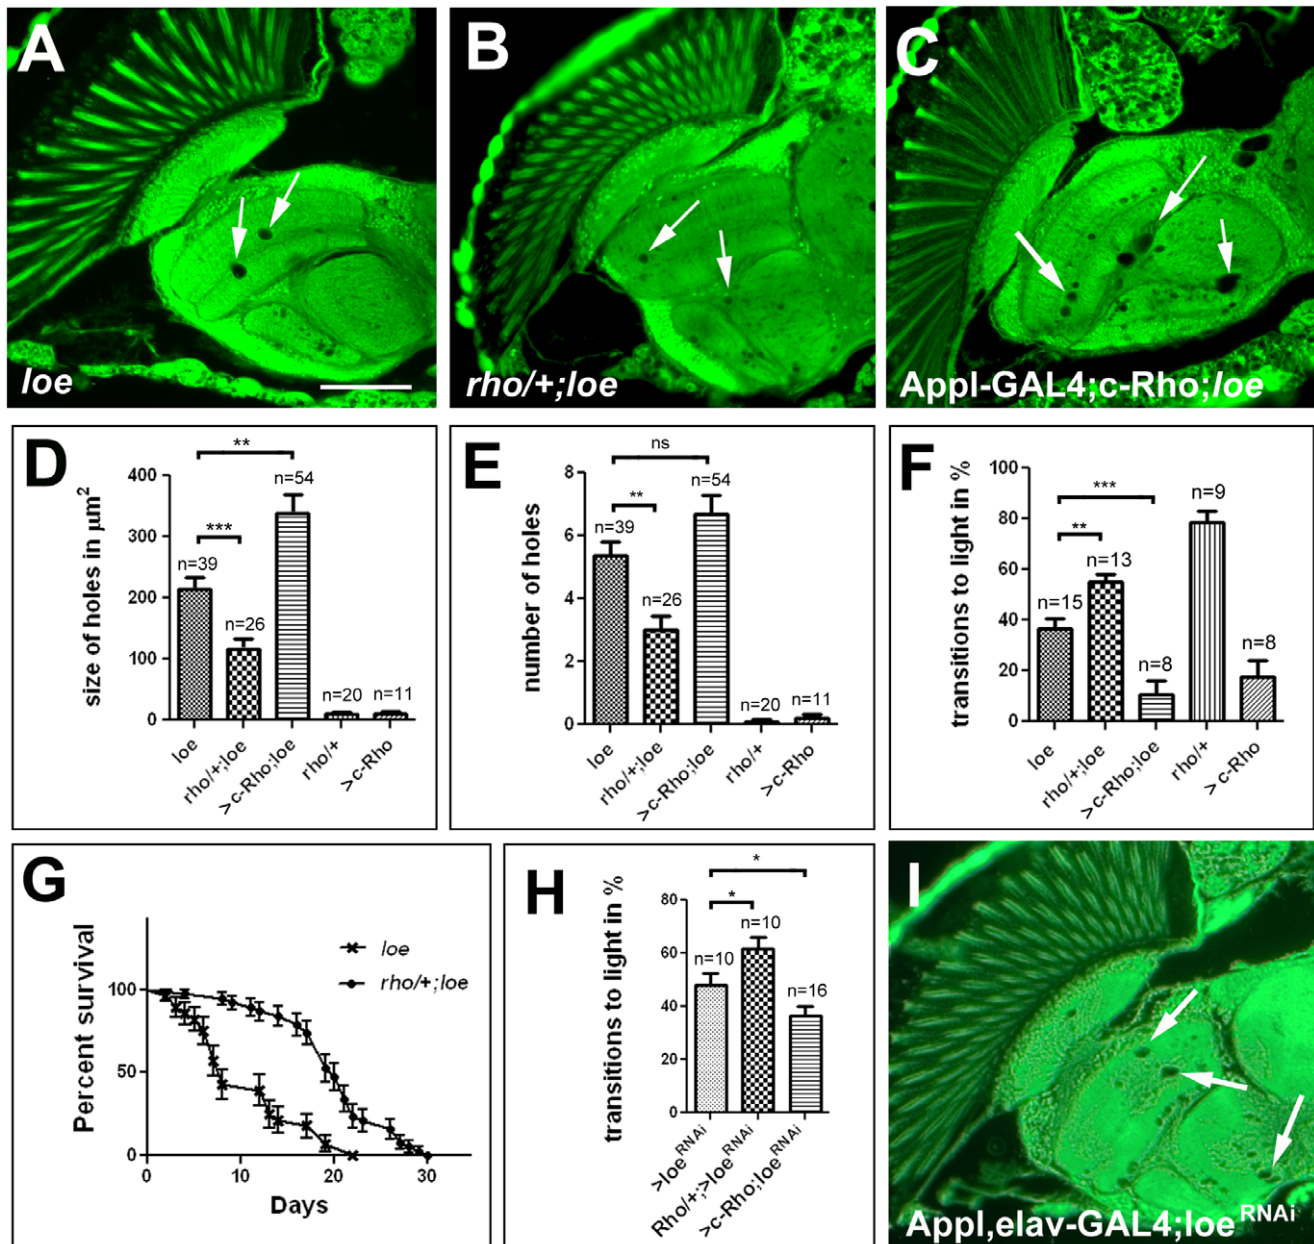 A
loe
B
rho/+;loe
C
Appl-GAL4;c-Rho;loe
D
size of holes in µm²
400
300
200
100
0
**
***
n=39
n=26
n=54
n=20
n=11
loe
rho/+;loe
>c-Rho;loe
rho/+
>c-Rho
E
number of holes
8
6
4
2
0
ns
**
n=39
n=26
n=54
n=20
n=11
loe
rho/+;loe
>c-Rho;loe
rho/+
>c-Rho
F
transitions to light in %
100
80
60
40
20
0
***
**
n=15
n=13
n=8
n=9
n=8
loe
rho/+;loe
>c-Rho;loe
rho/+
>c-Rho
G
Percent survival
100
50
0
0 10 20 30
Days
loe
rho/+;loe
H
transitions to light in %
80
60
40
20
0
*
*
n=10
n=10
n=16
>loe^RNAi
Rho/+;>loe^RNAi
>c-Rho;loe^RNAi
I
Appl,elav-GAL4;loe^RNAi